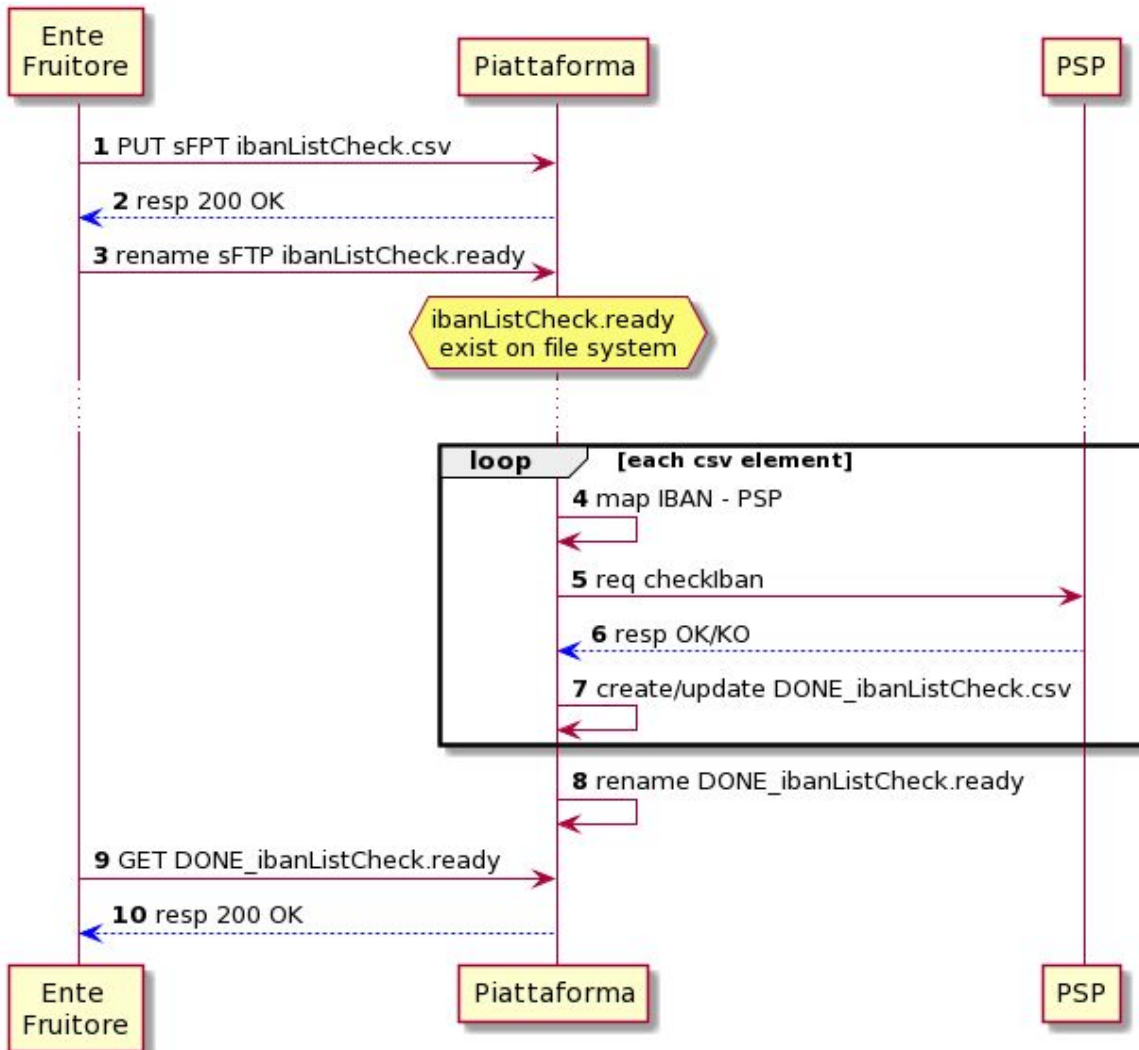 Ente
Fruitore
Piattaforma
PSP
1 PUT sFPT ibanListCheck.csv
2 resp 200 OK
3 rename sFTP ibanListCheck.ready
ibanListCheck.ready
exist on file system
loop [each csv element]
4 map IBAN - PSP
5 req checkIban
6 resp OK/KO
7 create/update DONE_ibanListCheck.csv
8 rename DONE_ibanListCheck.ready
9 GET DONE_ibanListCheck.ready
10 resp 200 OK
Ente
Fruitore
Piattaforma
PSP